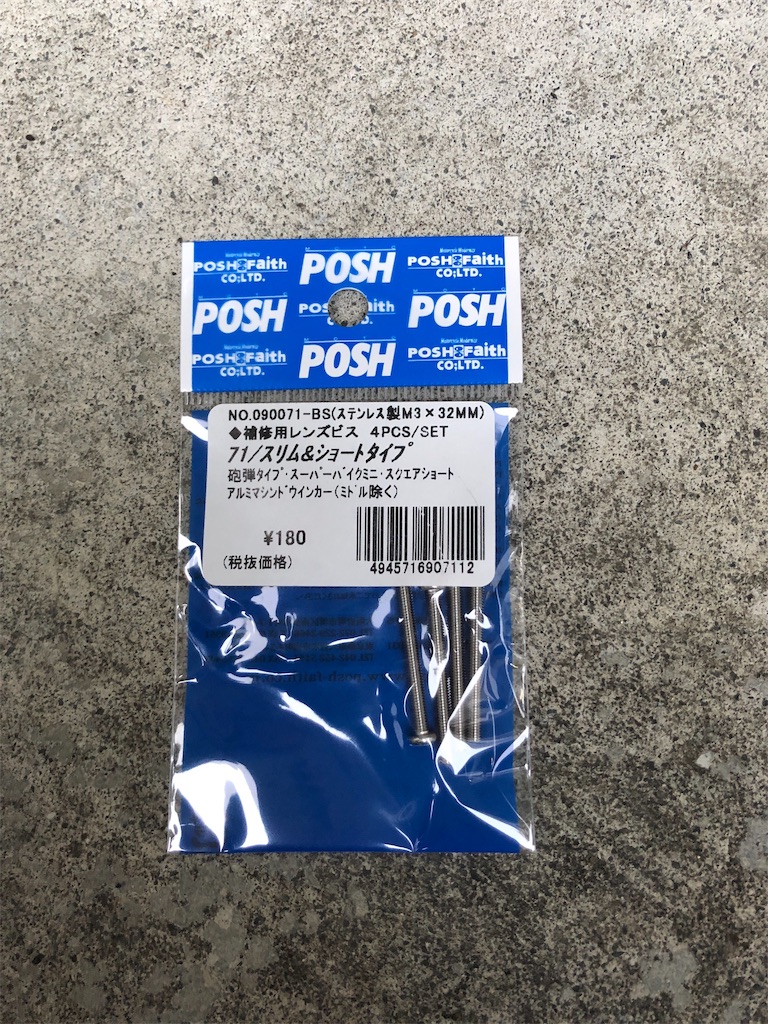 POSH Faith
CO;LTD.
POSH
POSH Faith
CO;LTD.
POSH
CO;LTD.
POSH
POSH Faith
CO;LTD.
POSH
POSH Faith
CO;LTD.
NO.090071-BS(ステンレス製M3×32MM)
◆補修用レンズビス 4PCS/SET
71/スリム&ショートタイプ
砲弾タイプ・スーパーバイクミニ・スクエアショート
アルミマシンドウインカー(ミドル除く)
¥180
(税抜価格)
4945716907112